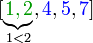 [1, 2, 4, 5, 7]
1<2